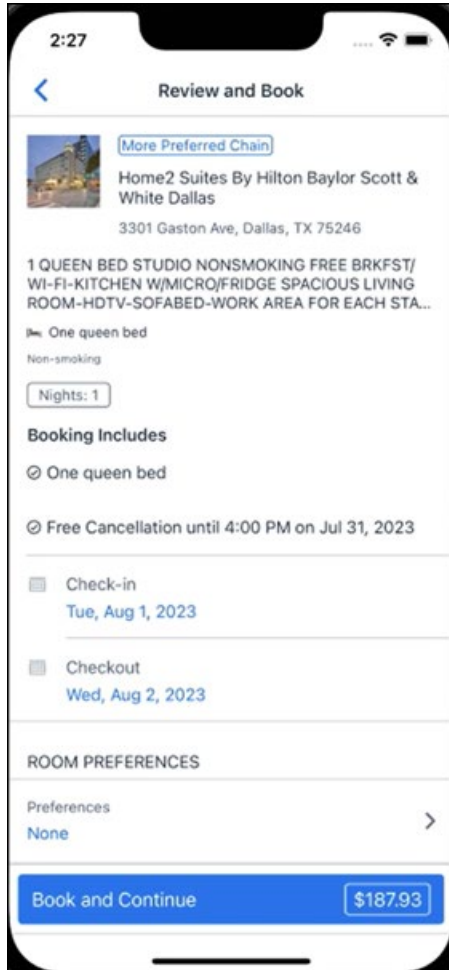 2:27
Review and Book
More Preferred Chain
Home2 Suites By Hilton Baylor Scott &
White Dallas
3301 Gaston Ave, Dallas, TX 75246
1 QUEEN BED STUDIO NONSMOKING FREE BRKFST/
WI-FI-KITCHEN W/MICRO/FRIDGE SPACIOUS LIVING
ROOM-HDTV-SOFABED-WORK AREA FOR EACH STA...
One queen bed
Non-smoking
Nights: 1
Booking Includes
One queen bed
Free Cancellation until 4:00 PM on Jul 31, 2023
Check-in
Tue, Aug 1, 2023
Checkout
Wed, Aug 2, 2023
ROOM PREFERENCES
Preferences
None
Book and Continue $187.93